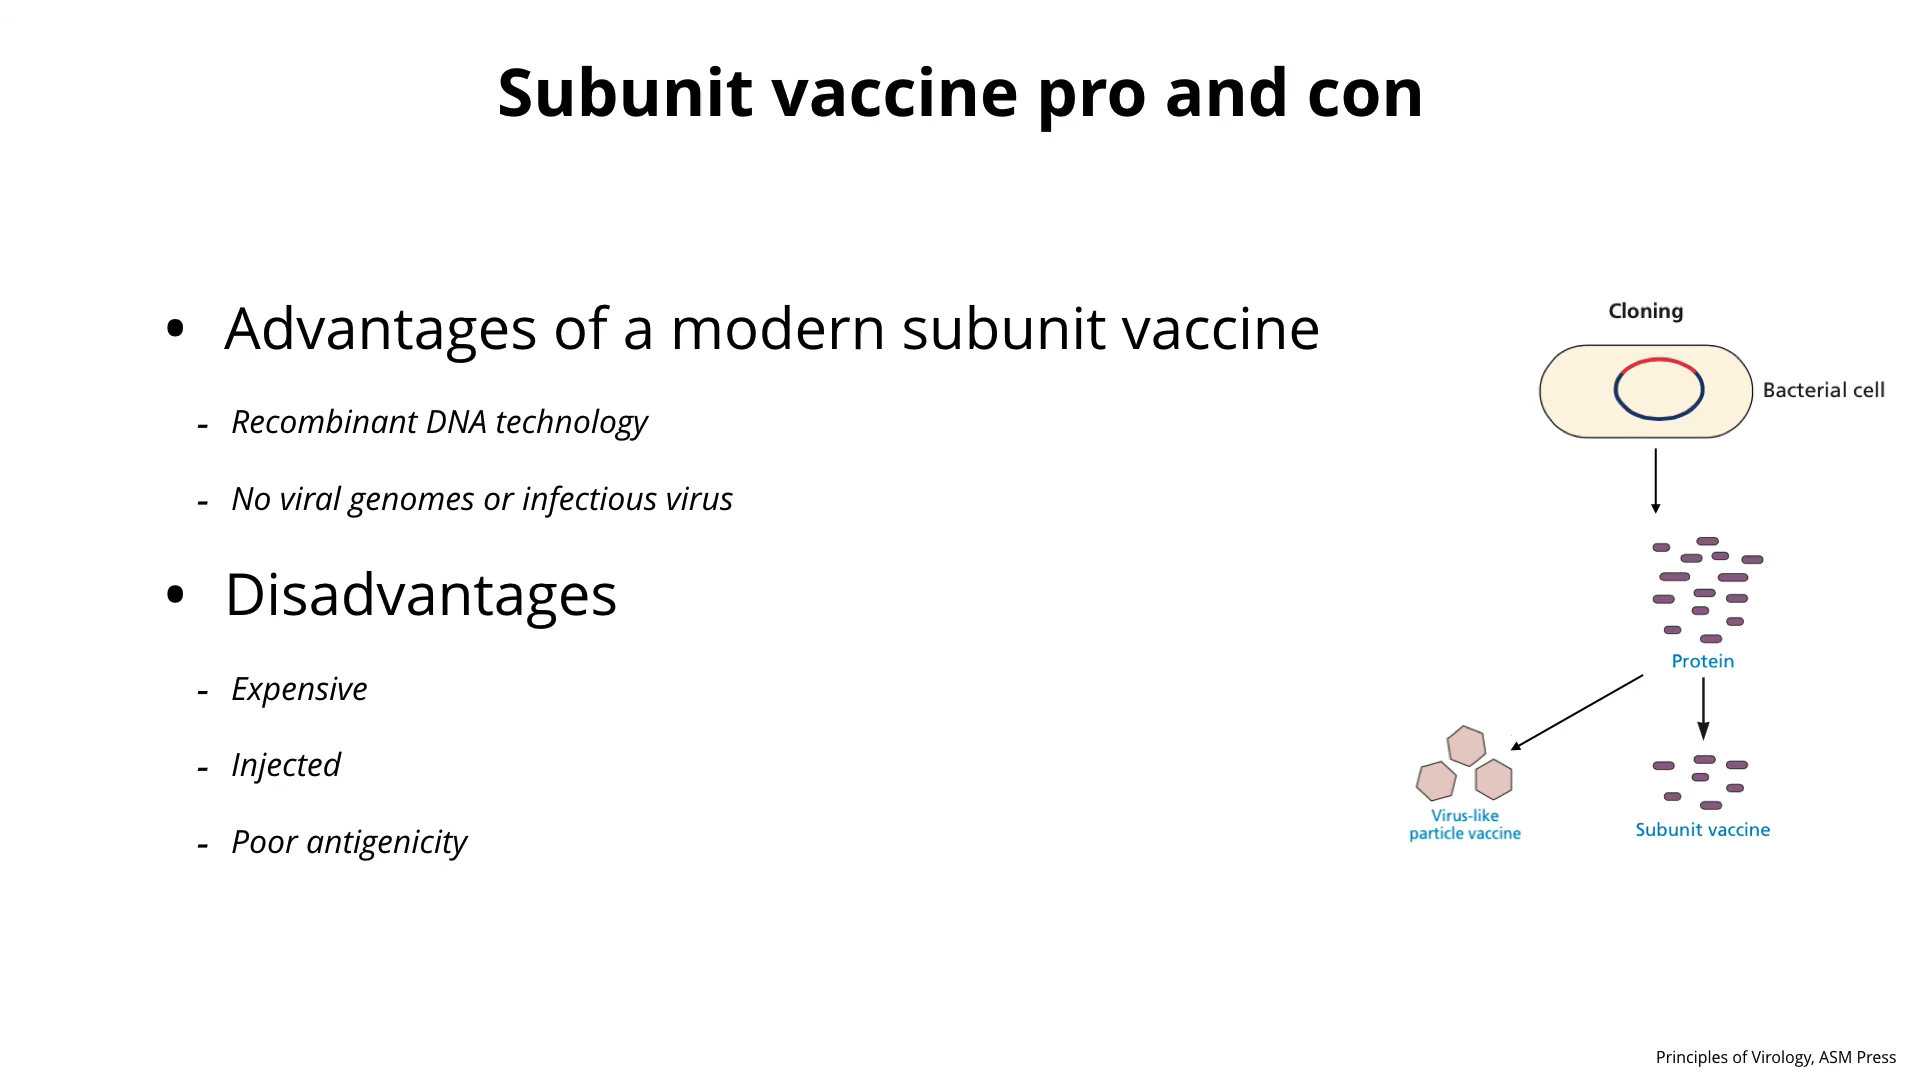 Subunit vaccine pro and con
• Advantages of a modern subunit vaccine
- Recombinant DNA technology
- No viral genomes or infectious virus
• Disadvantages
- Expensive
- Injected
- Poor antigenicity
Cloning
Bacterial cell
Protein
Virus-like
particle vaccine
Subunit vaccine
Principles of Virology, ASM Press